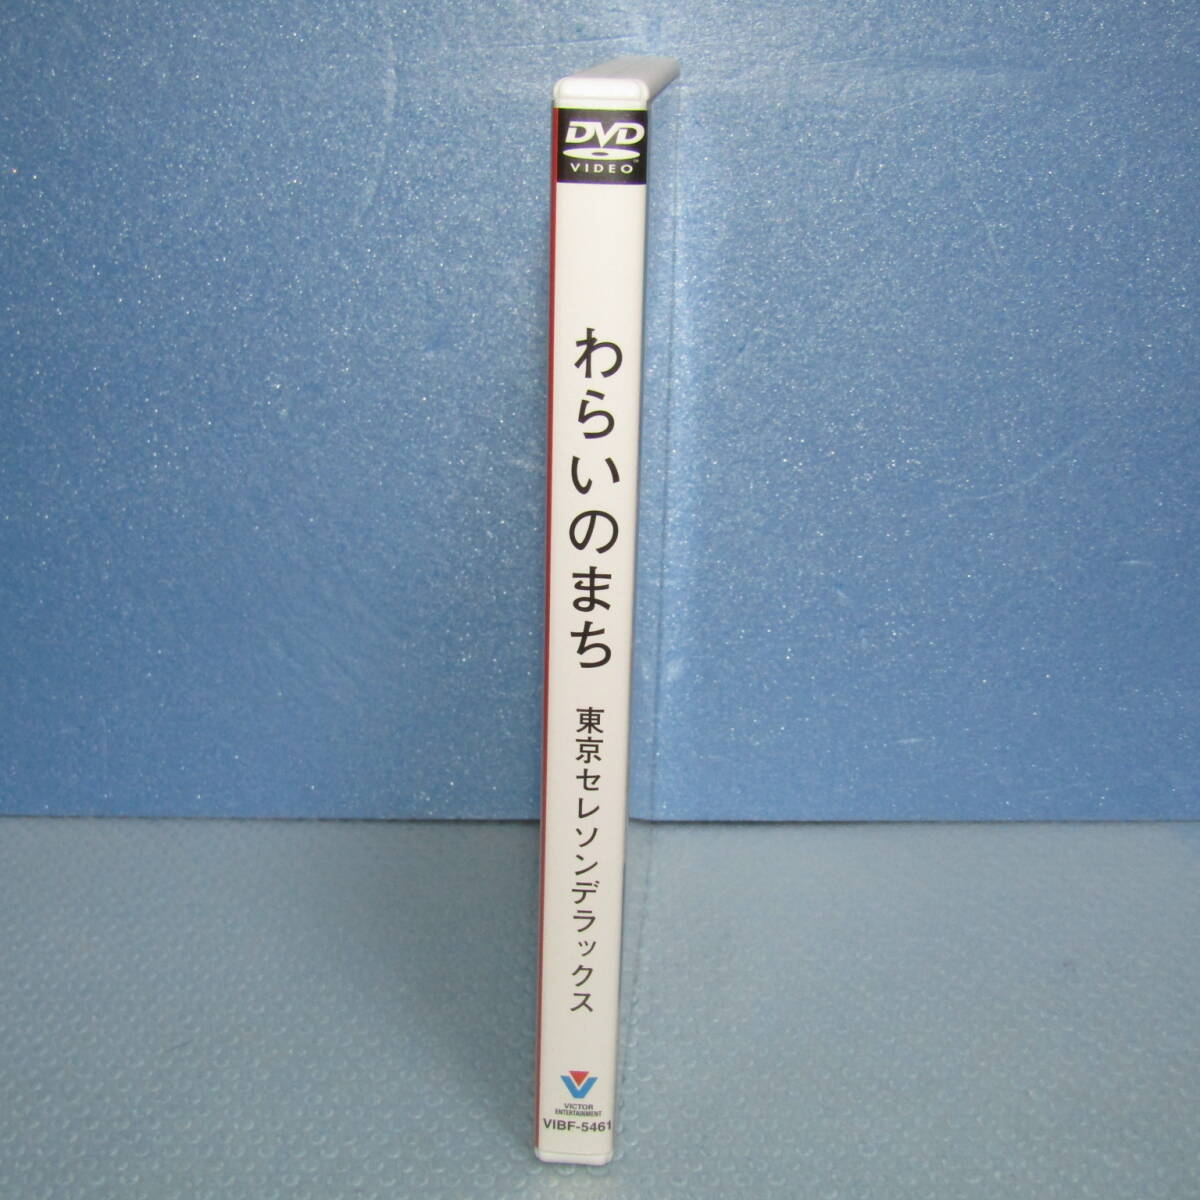 DVD
VIDEO
わらいのまち
東京セレソンデラックス
VICTOR
ENTERTAINMENT
VIBF-5461